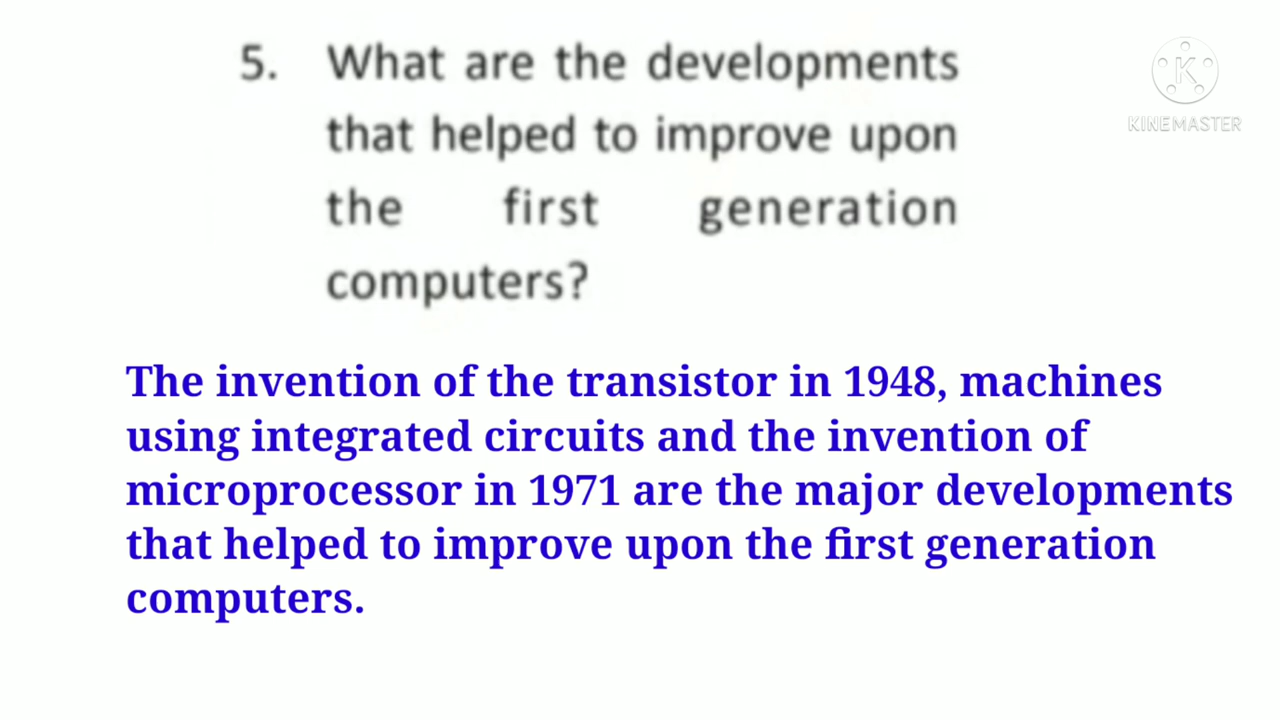 5. What are the developments
that helped to improve upon
the first generation
computers?
K
KINEMASTER
The invention of the transistor in 1948, machines
using integrated circuits and the invention of
microprocessor in 1971 are the major developments
that helped to improve upon the first generation
computers.